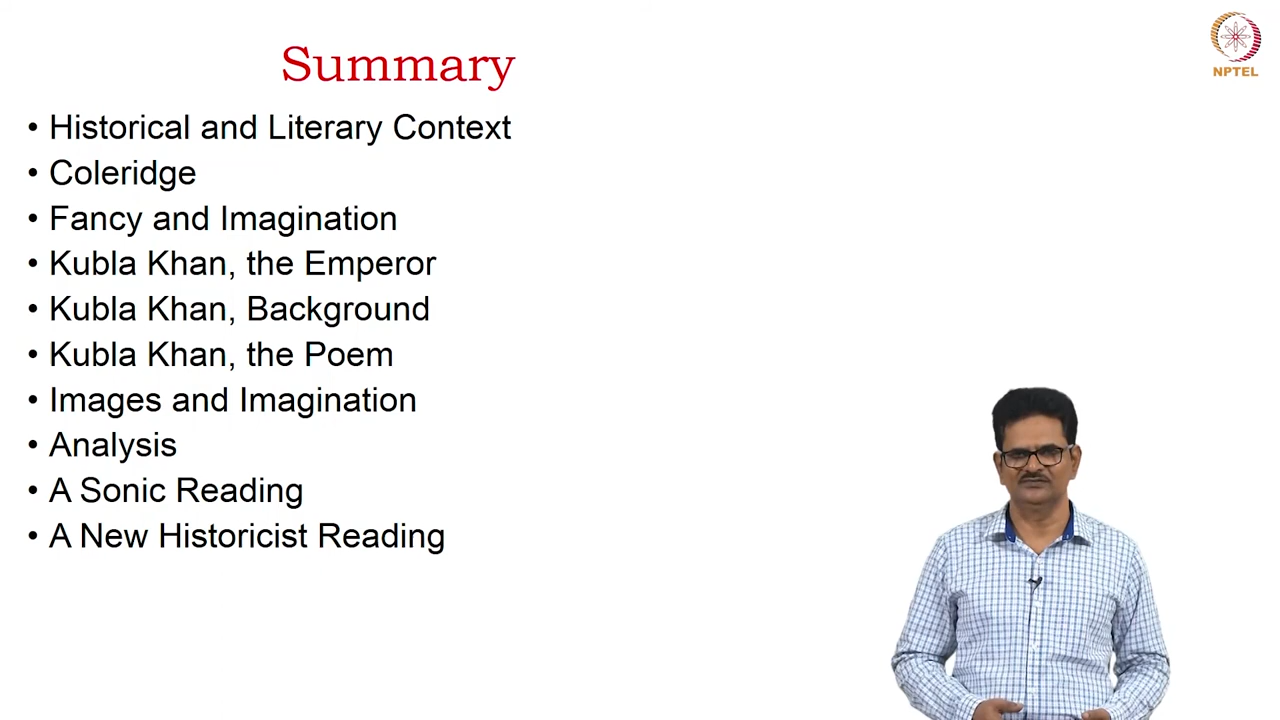 Summary
NPTEL
• Historical and Literary Context
• Coleridge
• Fancy and Imagination
• Kubla Khan, the Emperor
• Kubla Khan, Background
• Kubla Khan, the Poem
• Images and Imagination
• Analysis
• A Sonic Reading
• A New Historicist Reading